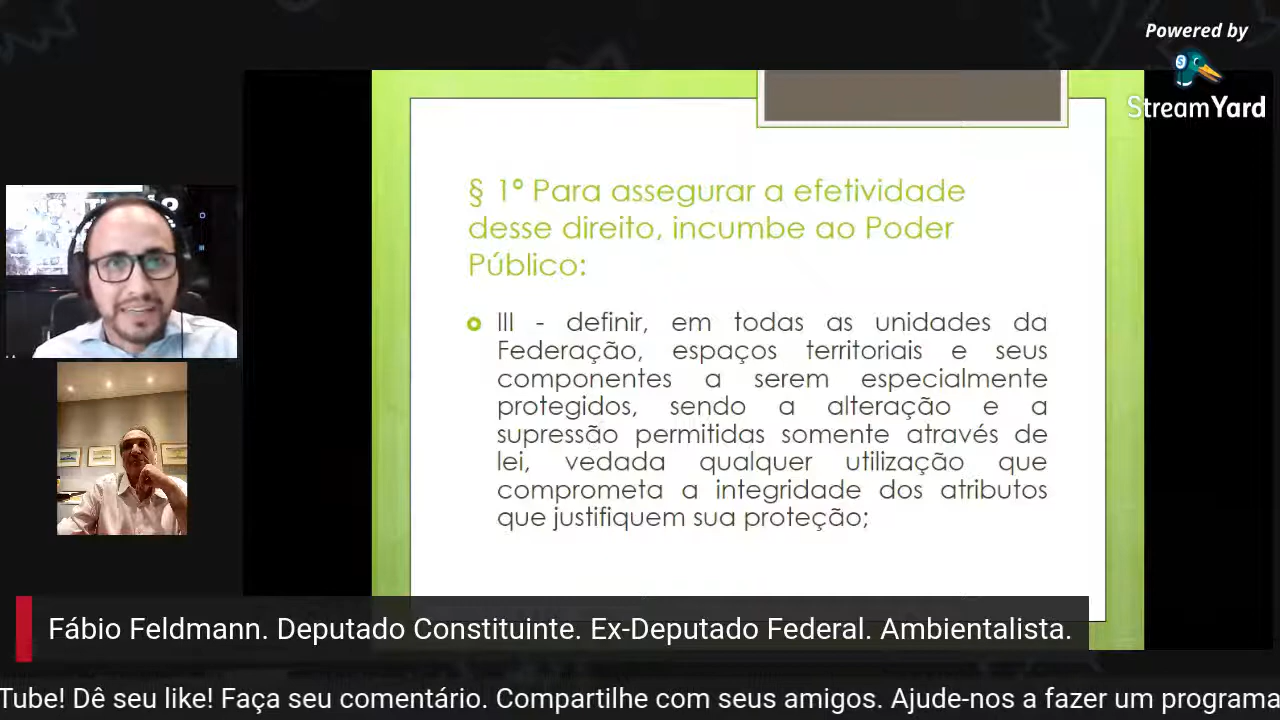 Powered by
StreamYard
§ 1º Para assegurar a efetividade
desse direito, incumbe ao Poder
Público:
III - definir, em todas as unidades da
Federação, espaços territoriais e seus
componentes a serem especialmente
protegidos, sendo a alteração e a
supressão permitidas somente através de
lei, vedada qualquer utilização que
comprometa a integridade dos atributos
que justifiquem sua proteção;
Fábio Feldmann. Deputado Constituinte. Ex-Deputado Federal. Ambientalista.
Tube! Dê seu like! Faça seu comentário. Compartilhe com seus amigos. Ajude-nos a fazer um programa